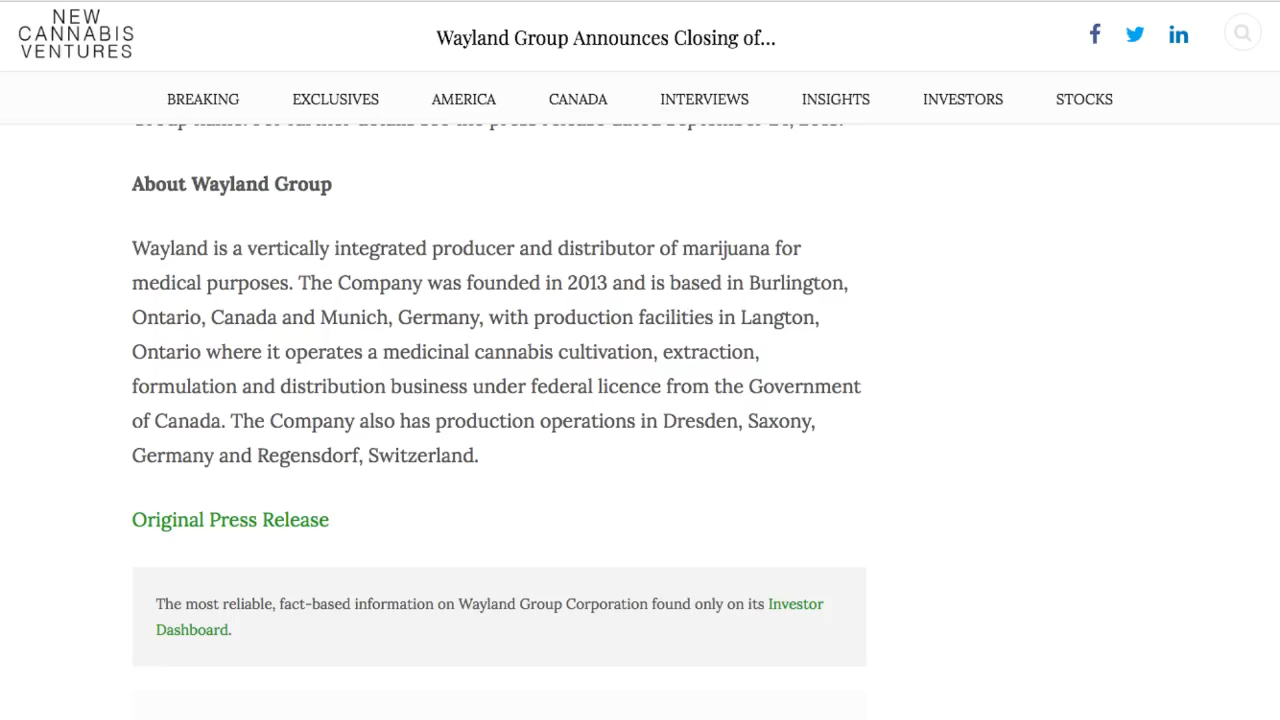 NEW
CANNABIS
VENTURES
Wayland Group Announces Closing of...
BREAKING EXCLUSIVES AMERICA CANADA INTERVIEWS INSIGHTS INVESTORS STOCKS
About Wayland Group
Wayland is a vertically integrated producer and distributor of marijuana for
medical purposes. The Company was founded in 2013 and is based in Burlington,
Ontario, Canada and Munich, Germany, with production facilities in Langton,
Ontario where it operates a medicinal cannabis cultivation, extraction,
formulation and distribution business under federal licence from the Government
of Canada. The Company also has production operations in Dresden, Saxony,
Germany and Regensdorf, Switzerland.
Original Press Release
The most reliable, fact-based information on Wayland Group Corporation found only on its Investor
Dashboard.